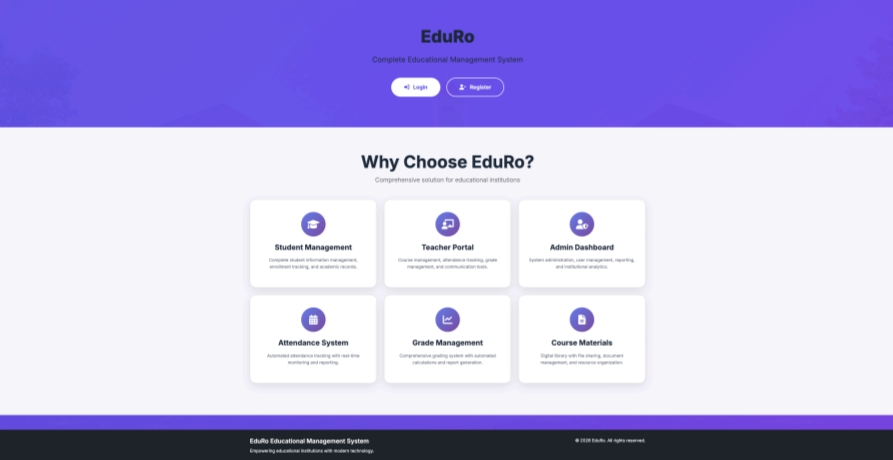 EduRo
Complete Educational Management System
Login
Register
Why Choose EduRo?
Comprehensive solution for educational institutions
Student Management
Complete student information management,
enrollment tracking, and academic records.
Teacher Portal
Course management, attendance tracking, grade
management, and communication tools.
Admin Dashboard
System administration, user management, reporting,
and institutional analytics.
Attendance System
Automated attendance tracking with real-time
monitoring and reporting.
Grade Management
Comprehensive grading system with automated
calculations and report generation.
Course Materials
Digital library with file sharing, document
management, and resource organization.
EduRo Educational Management System
Empowering educational institutions with modern technology.
© 2026 EduRo. All rights reserved.